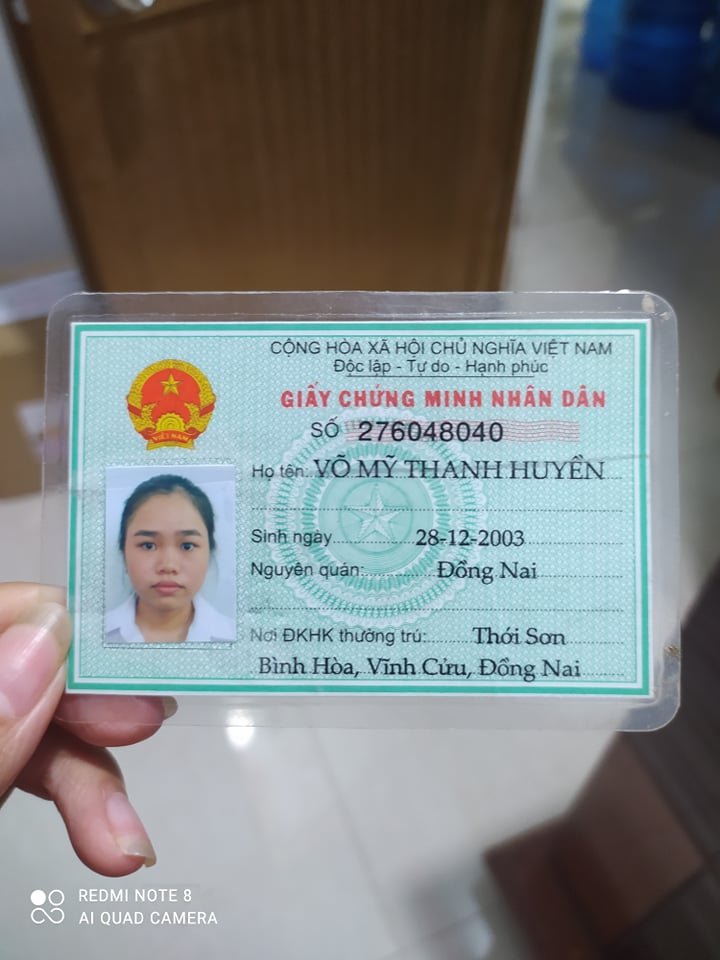 CỘNG HÒA XÃ HỘI CHỦ NGHĨA VIỆT NAM
Độc lập - Tự do - Hạnh phúc
GIẤY CHỨNG MINH NHÂN DÂN
SỐ 276048040
VIỆT NAM
Họ tên: VÕ MỸ THANH HUYỀN
Sinh ngày 28-12-2003
Nguyên quán: Đồng Nai
Nơi ĐKHK thường trú: Thới Sơn
Bình Hòa, Vĩnh Cửu, Đồng Nai
REDMI NOTE 8
AI QUAD CAMERA